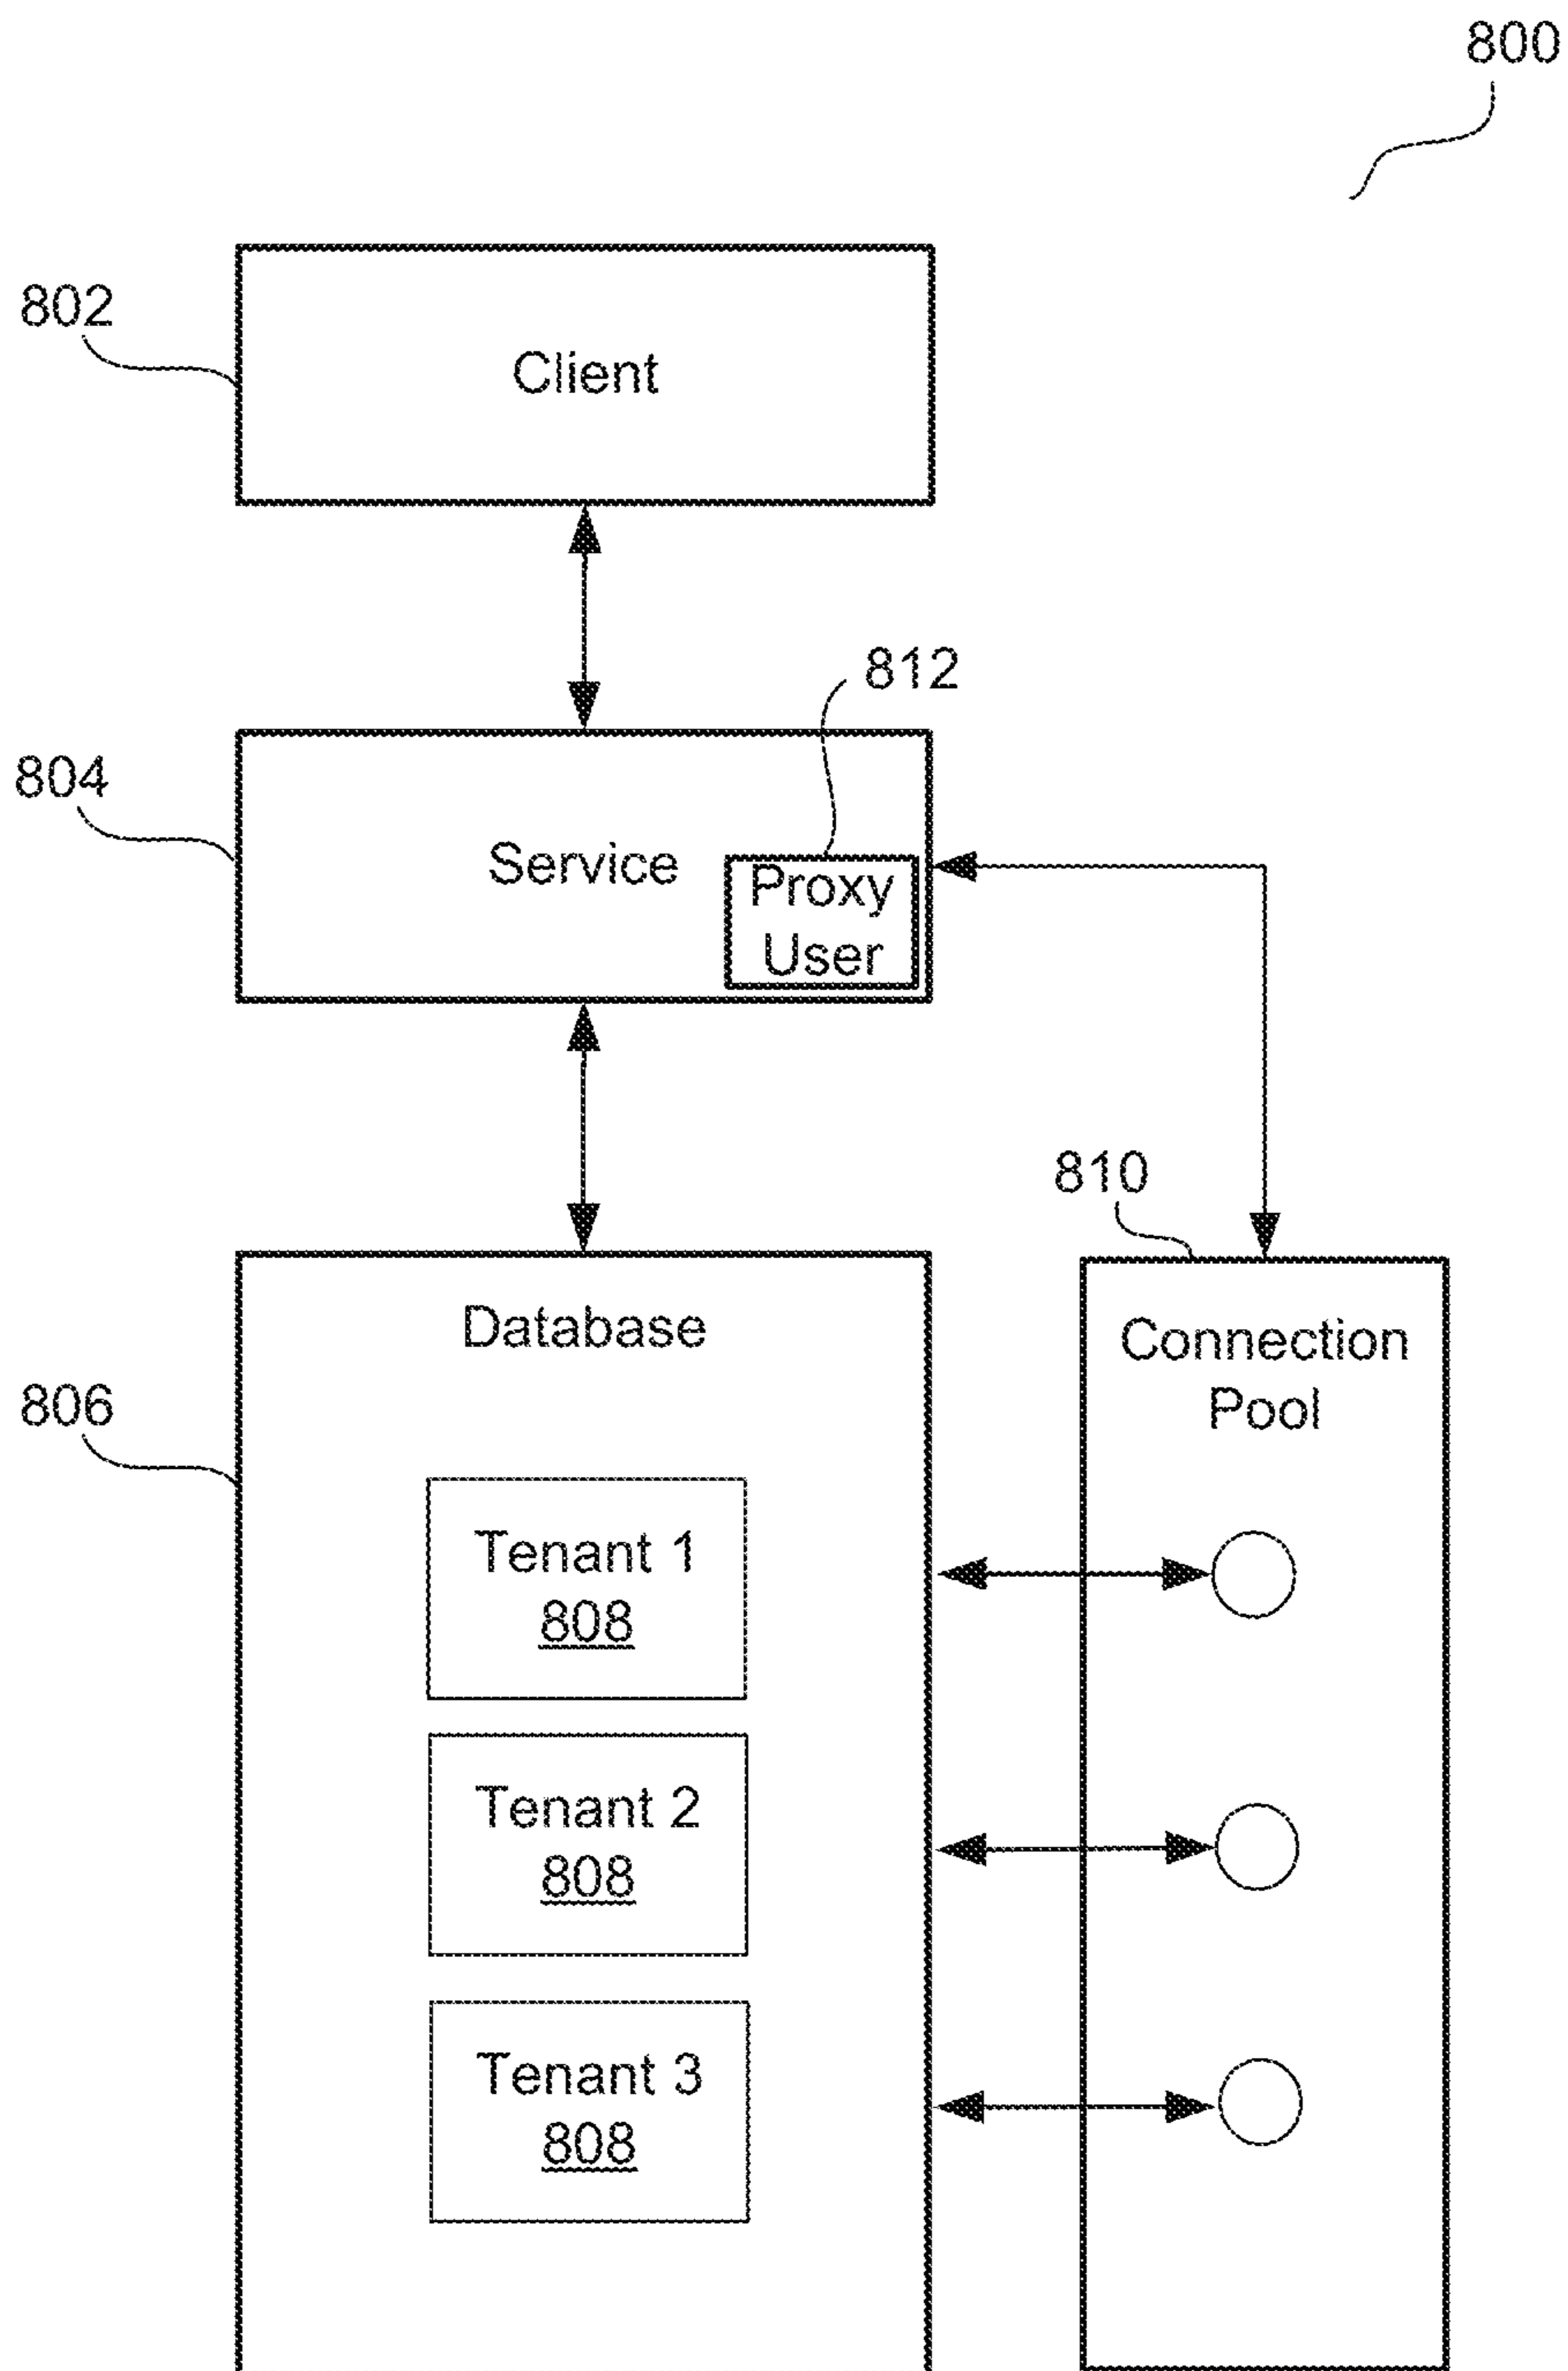 800
802
Client
812
804
Service
Proxy
User
810
Database
Connection
Pool
806
Tenant 1
808
Tenant 2
808
Tenant 3
808